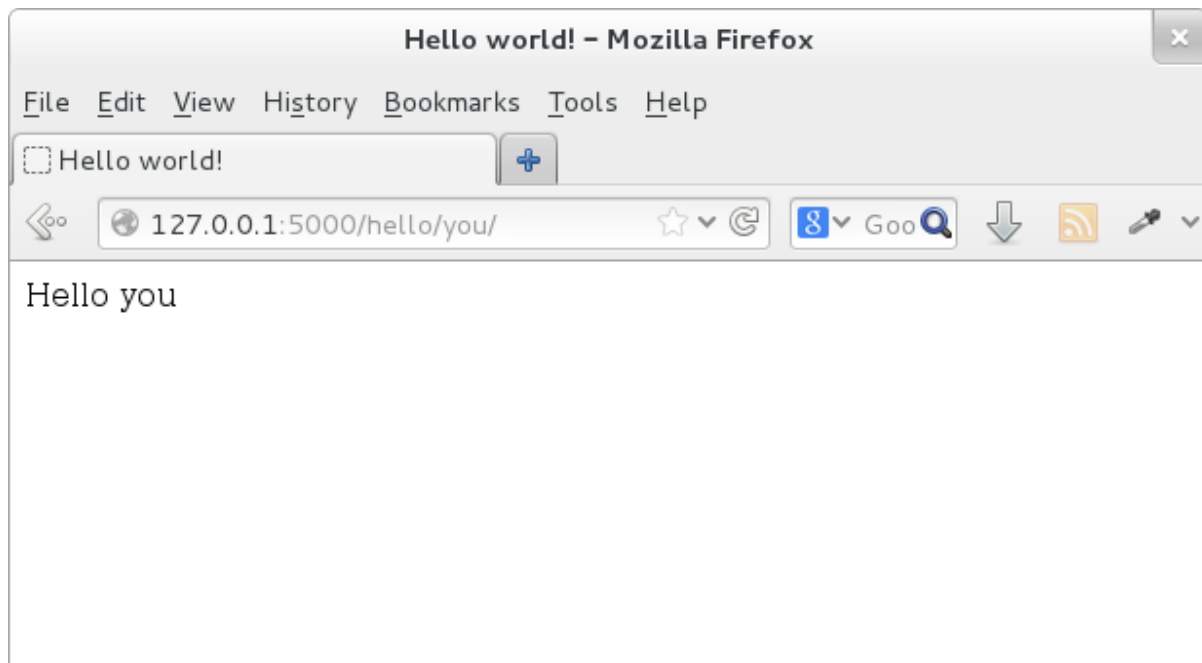 Hello world! – Mozilla Firefox
File Edit View History Bookmarks Tools Help
Hello world!
127.0.0.1:5000/hello/you/ 8 Goo
Hello you